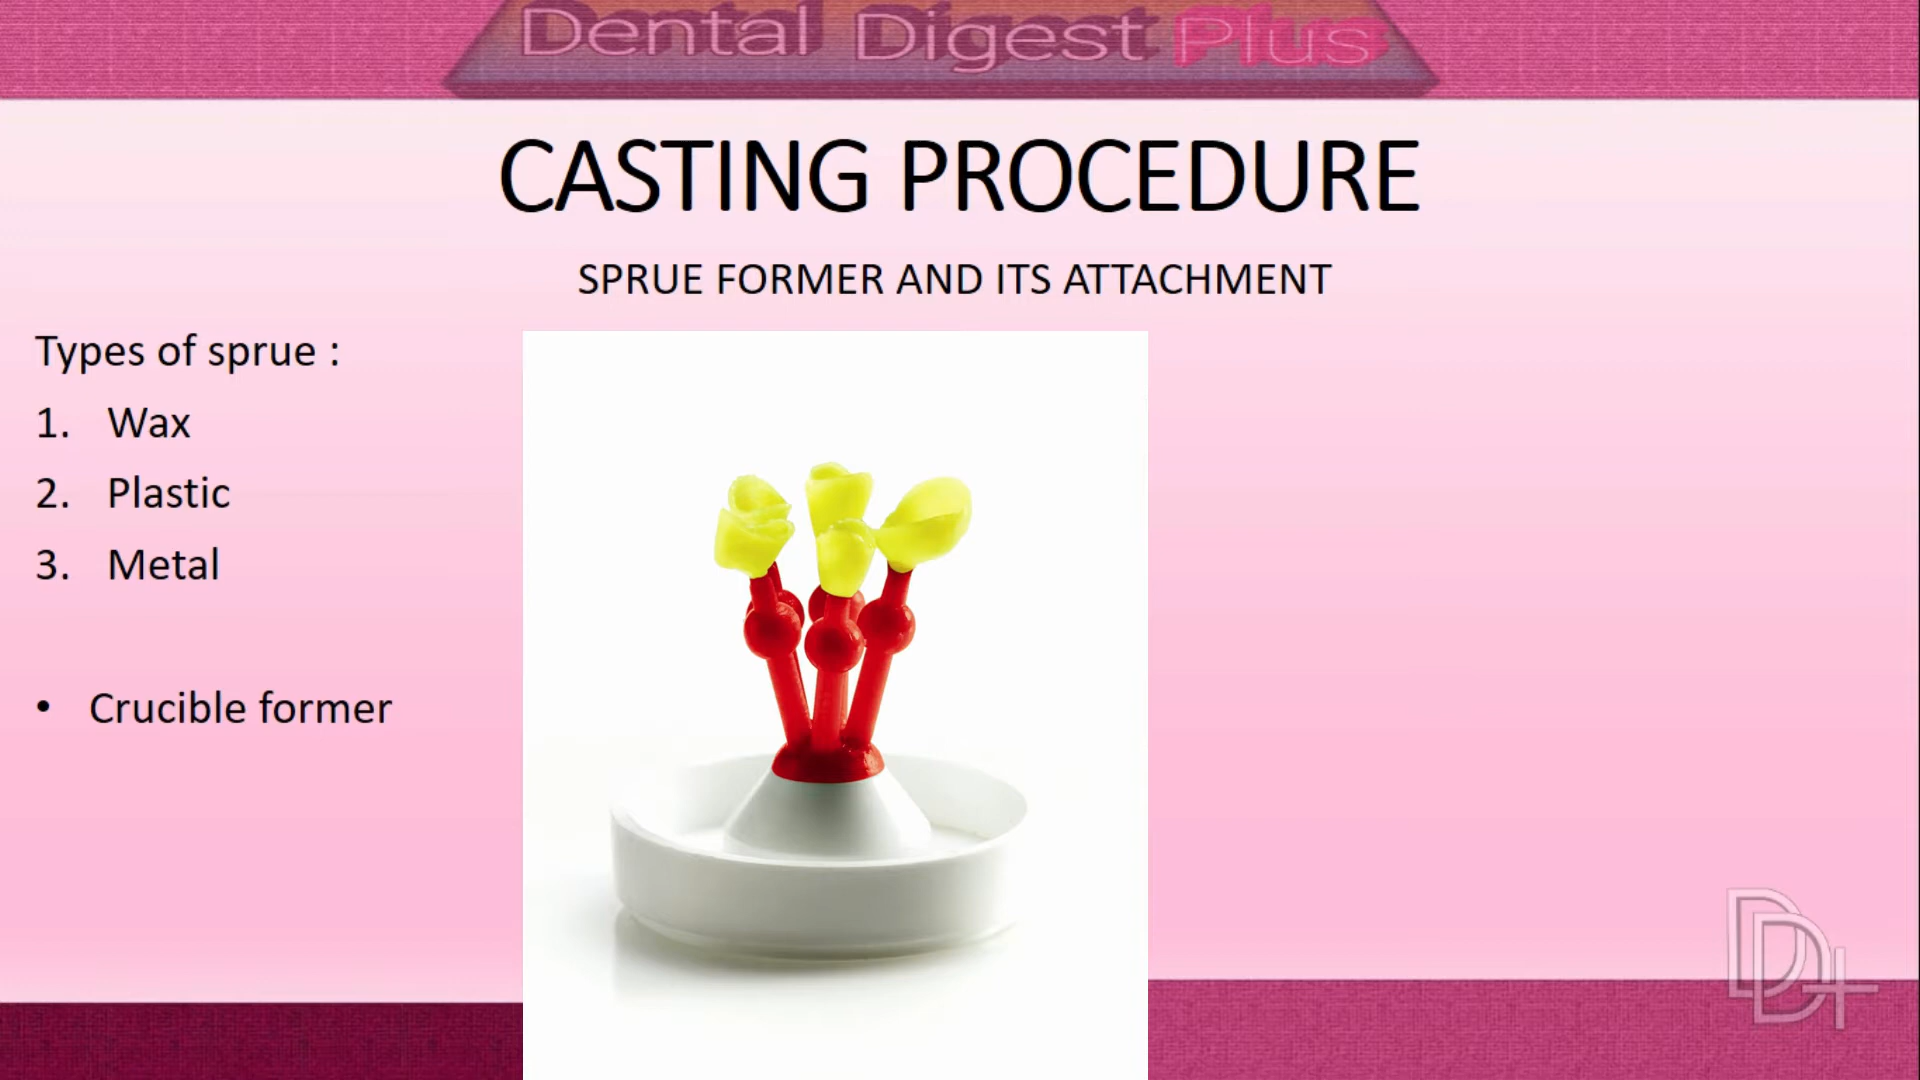 Dental Digest Plus
CASTING PROCEDURE
SPRUE FORMER AND ITS ATTACHMENT
Types of sprue :
1. Wax
2. Plastic
3. Metal
• Crucible former
DD+